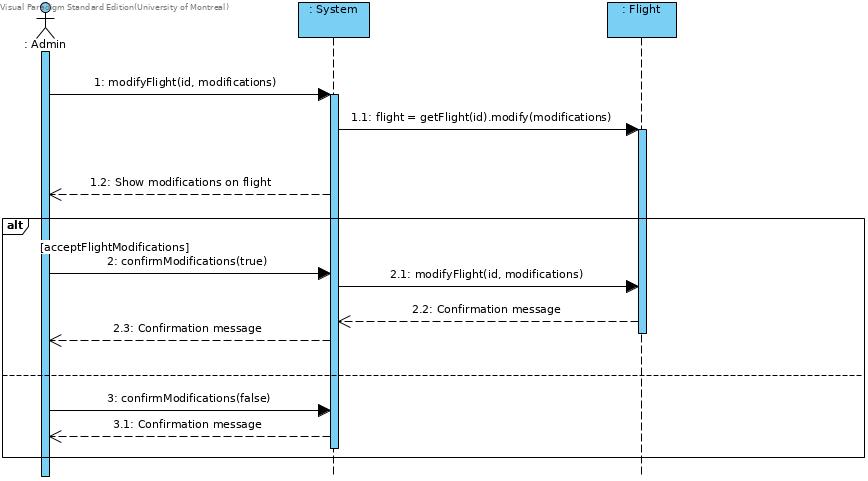 Visual Paradigm Standard Edition(University of Montreal)
: System
: Flight
: Admin
1: modifyFlight(id, modifications)
1.1: flight = getFlight(id).modify(modifications)
1.2: Show modifications on flight
alt
[acceptFlightModifications]
2: confirmModifications(true)
2.1: modifyFlight(id, modifications)
2.2: Confirmation message
2.3: Confirmation message
3: confirmModifications(false)
3.1: Confirmation message